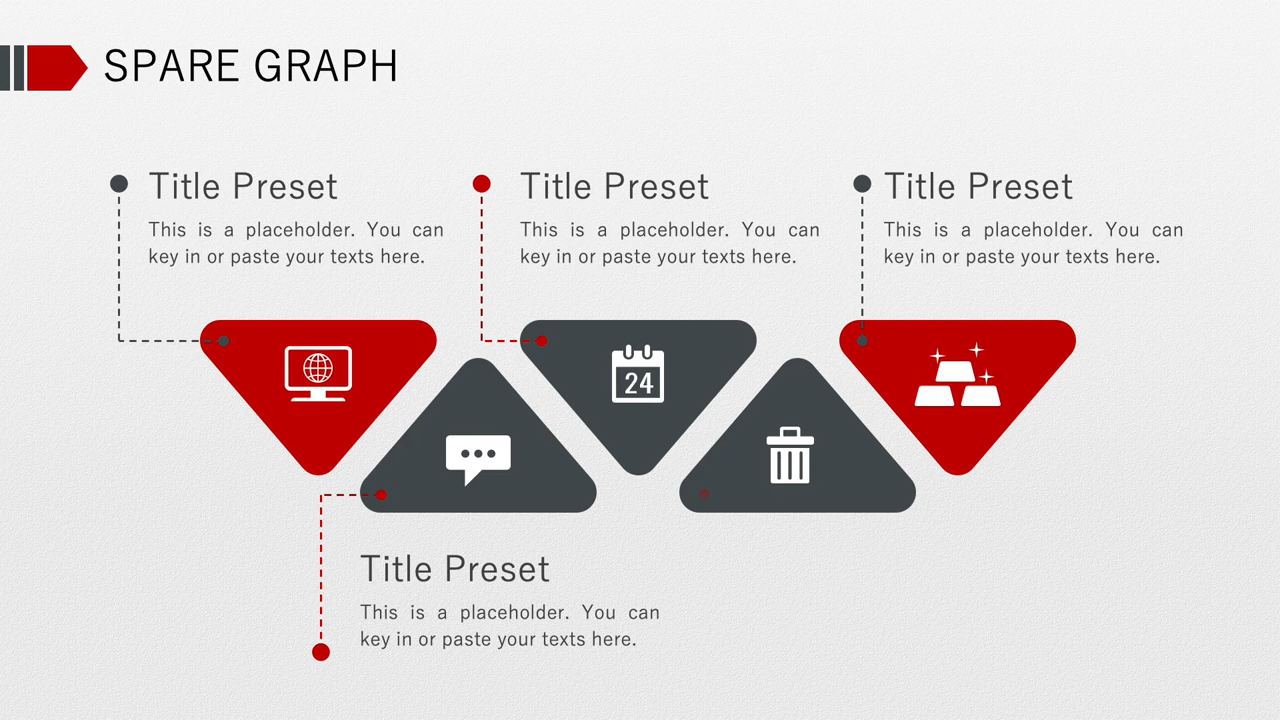 SPARE GRAPH
Title Preset
This is a placeholder. You can
key in or paste your texts here.
Title Preset
This is a placeholder. You can
key in or paste your texts here.
Title Preset
This is a placeholder. You can
key in or paste your texts here.
24
Title Preset
This is a placeholder. You can
key in or paste your texts here.